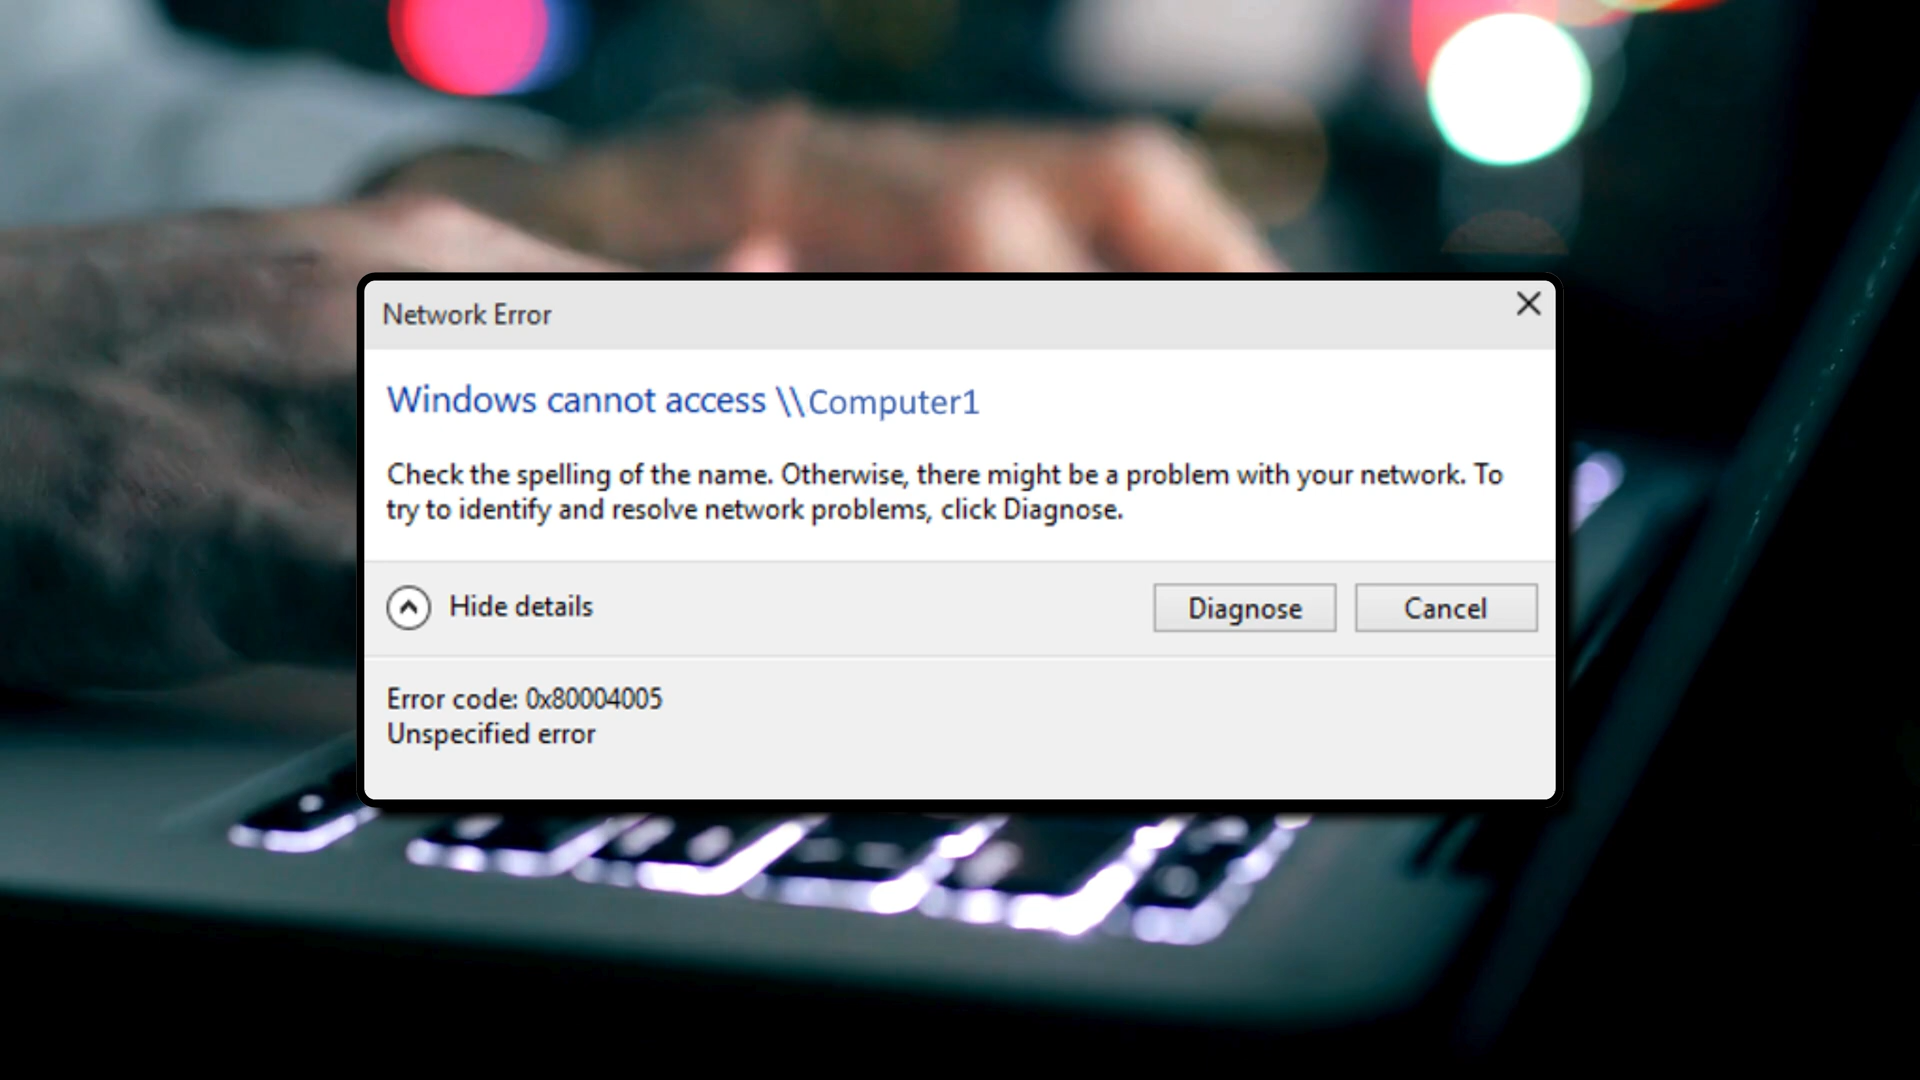 Network Error
Windows cannot access \\Computer1
Check the spelling of the name. Otherwise, there might be a problem with your network. To
try to identify and resolve network problems, click Diagnose.
Hide details
Diagnose
Cancel
Error code: 0x80004005
Unspecified error